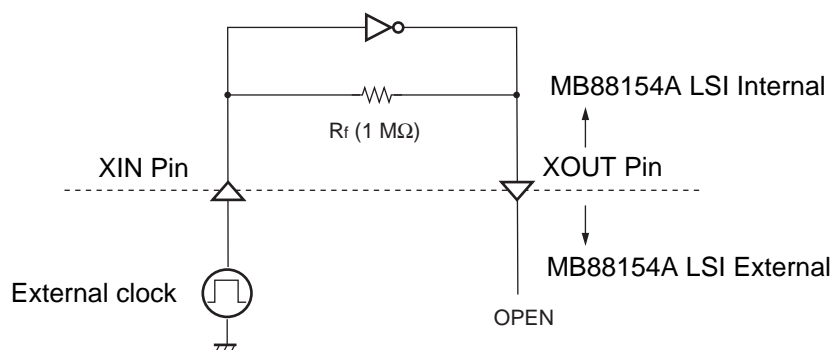 MB88154A LSI Internal
Rf (1 MΩ)
XIN Pin
XOUT Pin
MB88154A LSI External
External clock
OPEN